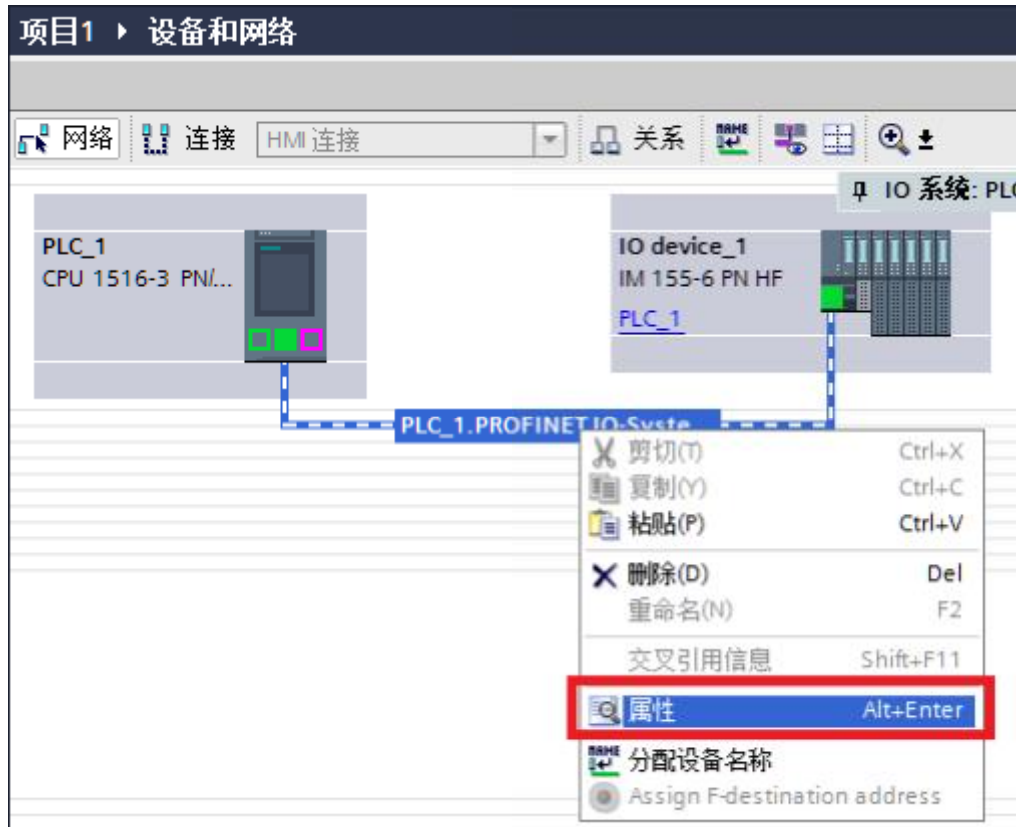 项目1 ▸ 设备和网络
网络 连接 HMI 连接 关系
IO 系统: PLC
PLC_1
CPU 1516-3 PN/...
IO device_1
IM 155-6 PN HF
PLC_1
PLC_1.PROFINET IO-Syste...
剪切(T) Ctrl+X
复制(Y) Ctrl+C
粘贴(P) Ctrl+V
删除(D) Del
重命名(N) F2
交叉引用信息 Shift+F11
属性 Alt+Enter
分配设备名称
Assign F-destination address